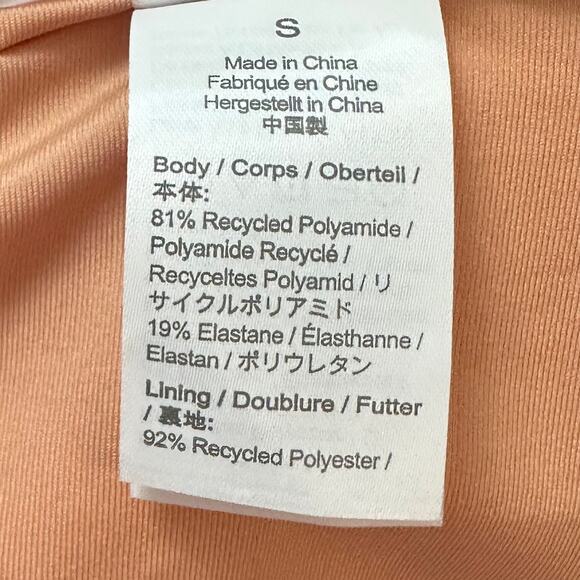 S
Made in China
Fabriqué en Chine
Hergestellt in China
中国製
Body / Corps / Oberteil /
本体:
81% Recycled Polyamide /
Polyamide Recyclé /
Recyceltes Polyamid / リ
サイクルポリアミド
19% Elastane / Élasthanne /
Elastan / ポリウレタン
Lining / Doublure / Futter
/ 裏地:
92% Recycled Polyester /